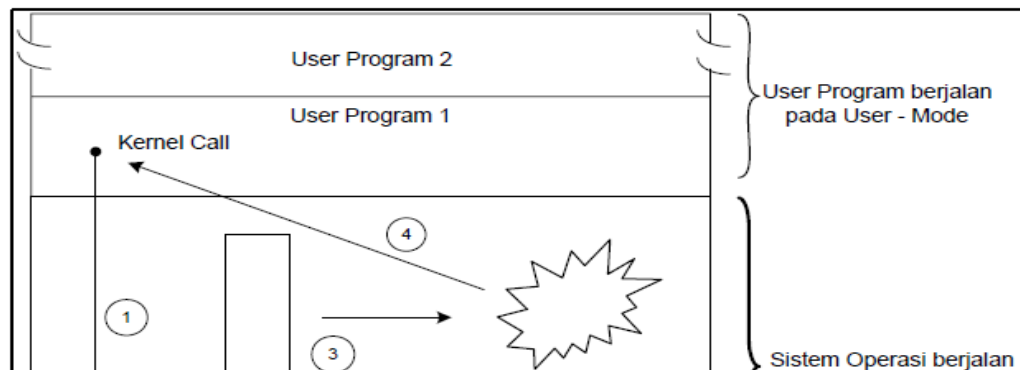 User Program 2
User Program berjalan
pada User - Mode
User Program 1
Kernel Call
4
1
3
Sistem Operasi berjalan